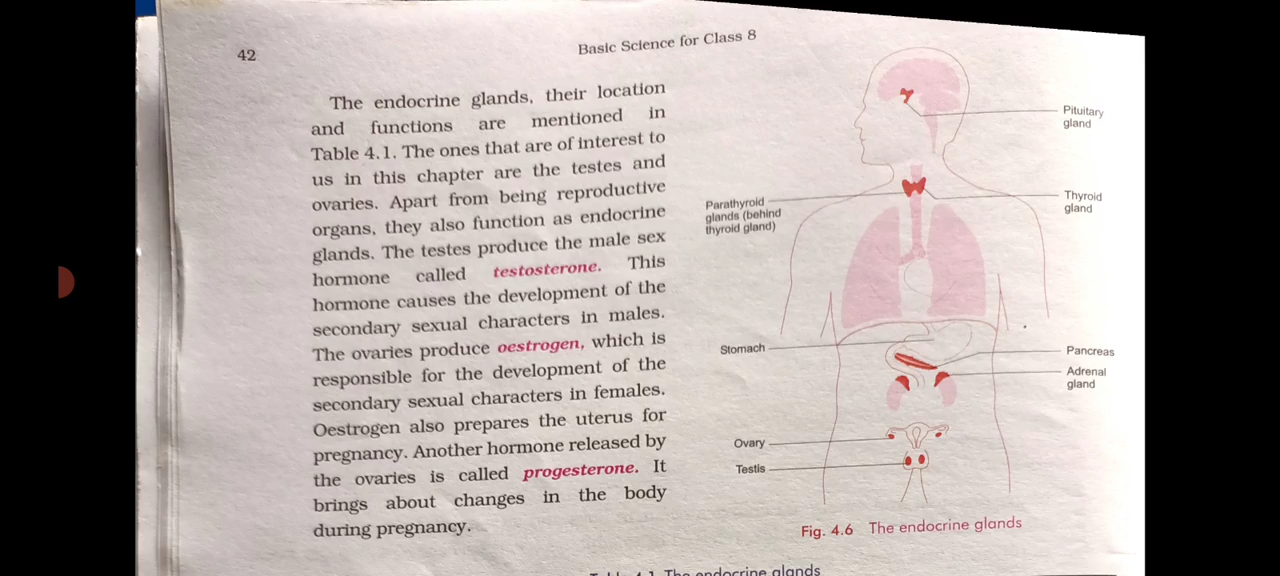 42
Basic Science for Class 8
The endocrine glands, their location
and functions are mentioned in
Table 4.1. The ones that are of interest to
us in this chapter are the testes and
ovaries. Apart from being reproductive
organs, they also function as endocrine
glands. The testes produce the male sex
hormone called testosterone. This
hormone causes the development of the
secondary sexual characters in males.
The ovaries produce oestrogen, which is
responsible for the development of the
secondary sexual characters in females.
Oestrogen also prepares the uterus for
pregnancy. Another hormone released by
the ovaries is called progesterone. It
brings about changes in the body
during pregnancy.
Pituitary
gland
Parathyroid
glands (behind
thyroid gland)
Thyroid
gland
Stomach
Pancreas
Adrenal
gland
Ovary
Testis
Fig. 4.6 The endocrine glands
Table 4.1 The endocrine glands